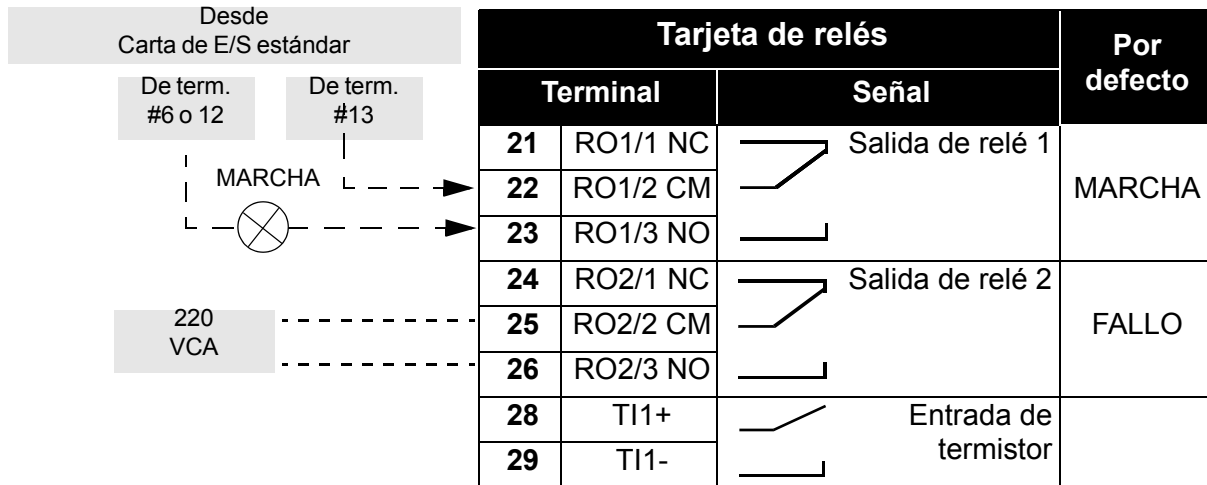 Desde
Carta de E/S estándar
De term.
#6 o 12
De term.
#13
MARCHA
220
VCA
Tarjeta de relés
Por
defecto
Terminal
Señal
21 RO1/1 NC
Salida de relé 1
22 RO1/2 CM
MARCHA
23 RO1/3 NO
24 RO2/1 NC
Salida de relé 2
25 RO2/2 CM
FALLO
26 RO2/3 NO
28 TI1+
Entrada de
termistor
29 TI1-